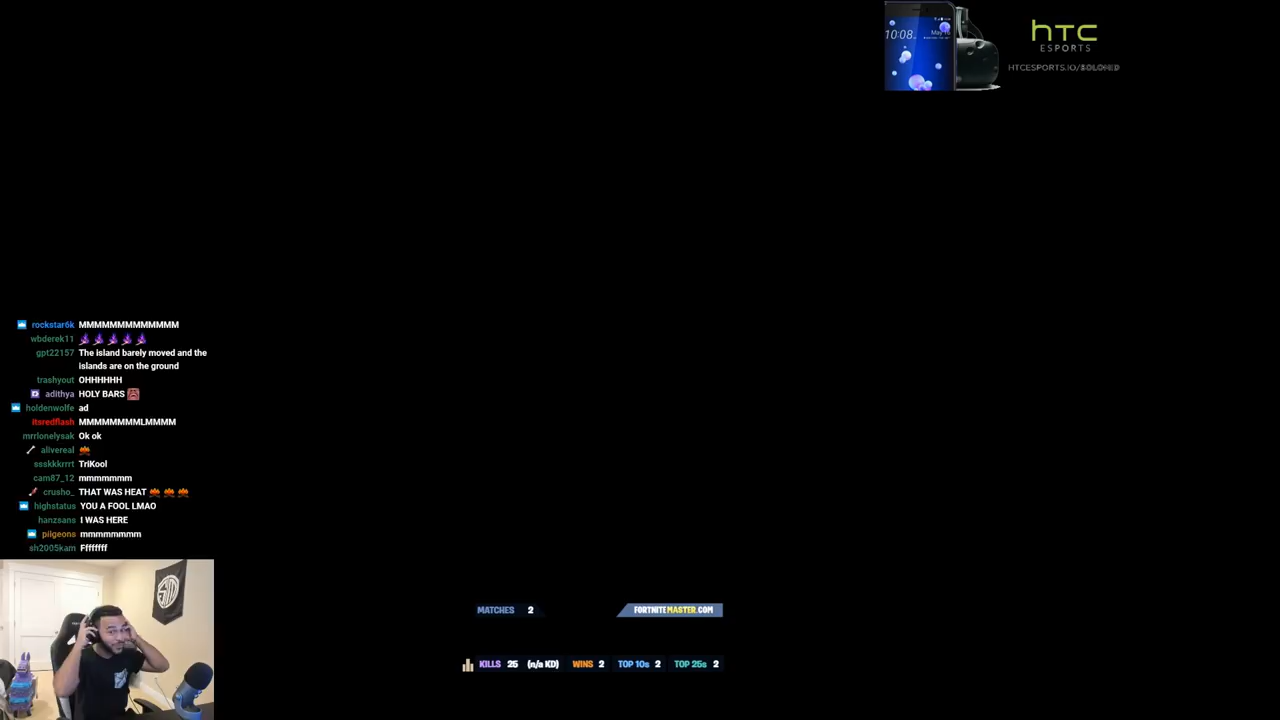 10:08
hTC
ESPORTS
HTCESPORTS.IO/SOLOMID
rockstar6k MMMMMMMMMMMMM
wbderek11
gpt22157 The island barely moved and the
islands are on the ground
trashyout OHHHHHH
adithya HOLY BARS
holdenwolfe ad
itsredflash MMMMMMMMLMMMM
mrrlonelysak Ok ok
alivereal
ssskkkrrrt TriKool
cam87_12 mmmmmmm
crusho_ THAT WAS HEAT
highstatus YOU A FOOL LMAO
hanzsans I WAS HERE
pilgeons mmmmmmmm
sh2005kam Fffffff
TSM
MATCHES 2
FORTNITEMASTER.COM
KILLS 25 (n/a KD) WINS 2 TOP 10s 2 TOP 25s 2